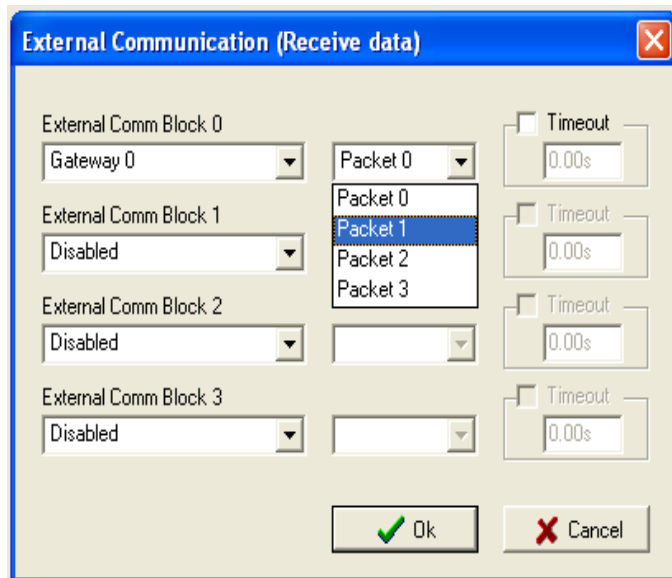 External Communication (Receive data)
External Comm Block 0
Timeout
Gateway 0
Packet 0
0.00s
Packet 0
Packet 1
Packet 2
Packet 3
External Comm Block 1
Timeout
Disabled
0.00s
External Comm Block 2
Timeout
Disabled
0.00s
External Comm Block 3
Timeout
Disabled
0.00s
Ok
Cancel